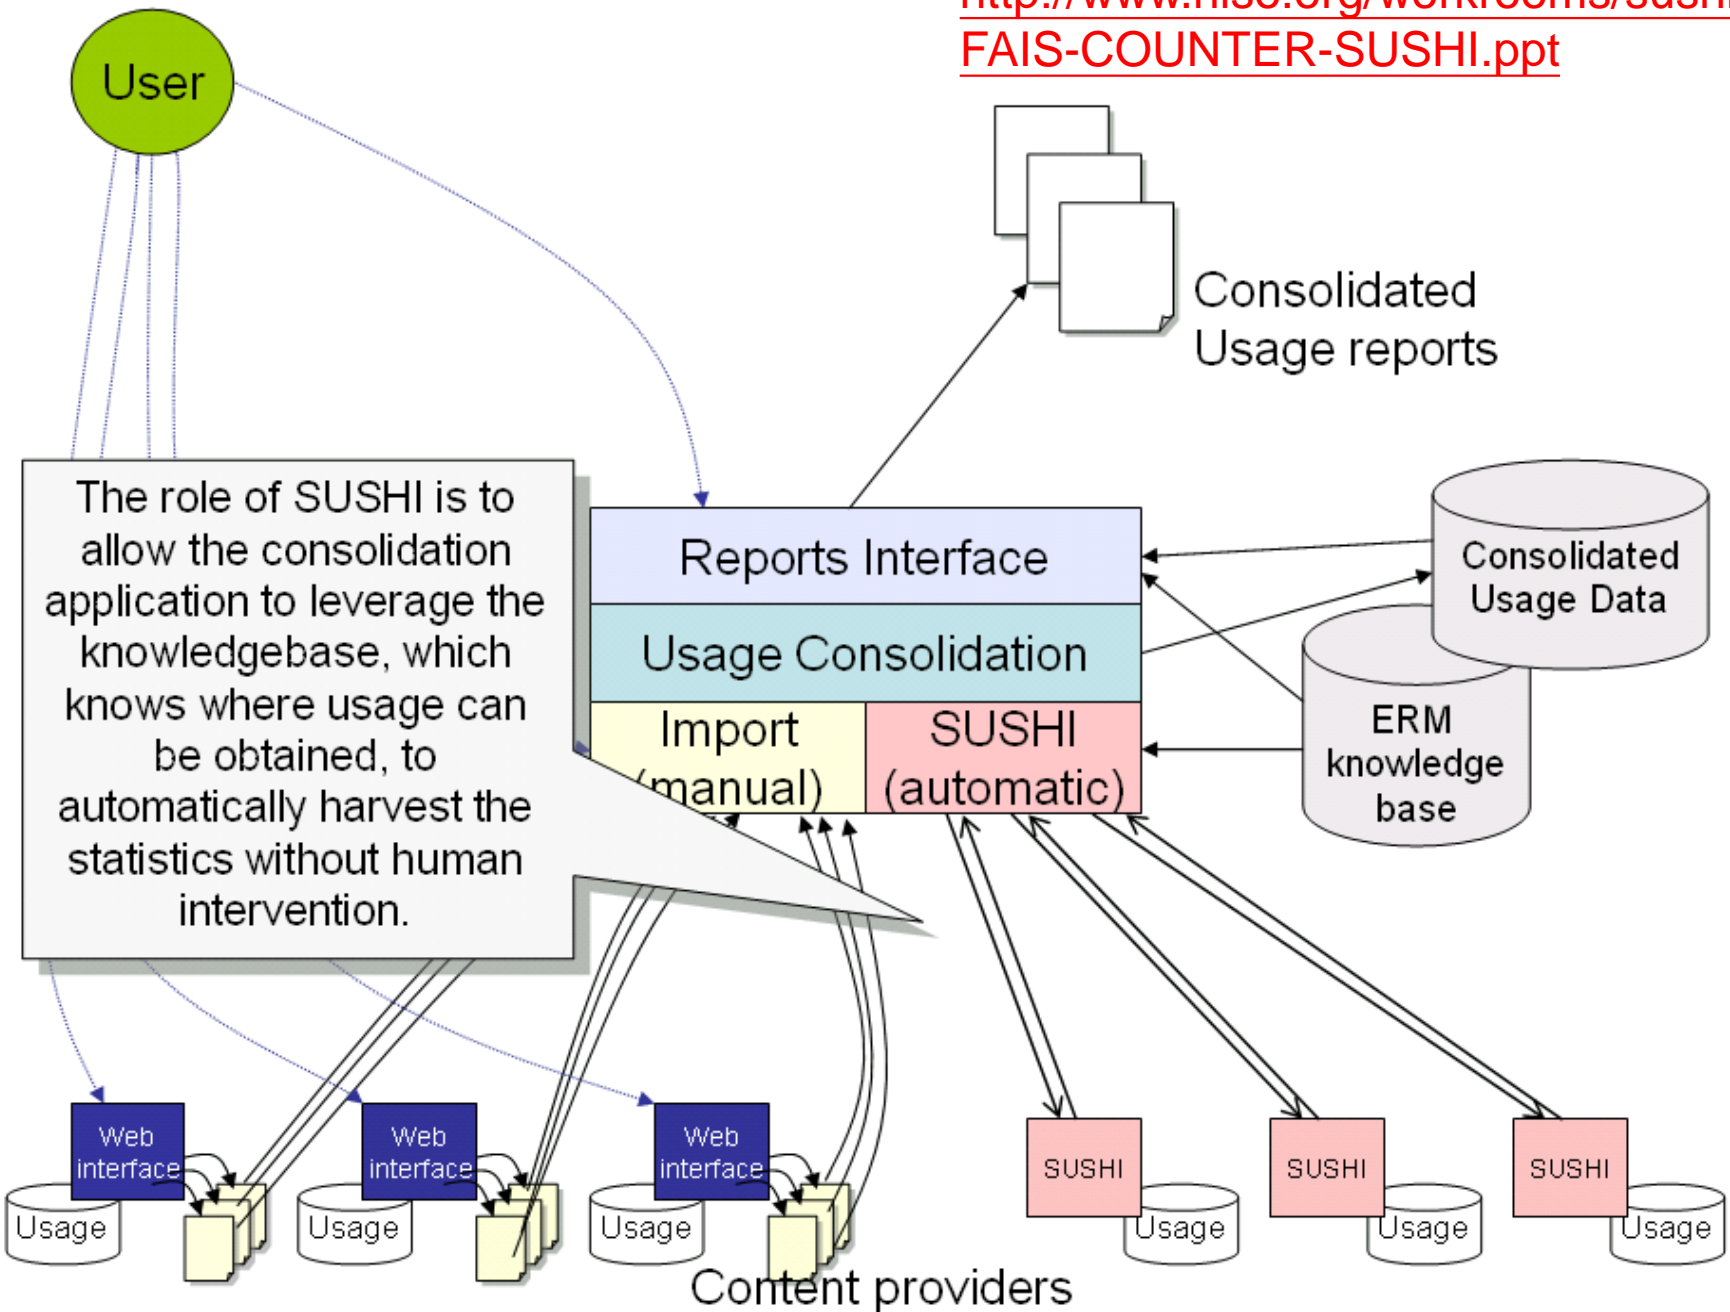 FAIS-COUNTER-SUSHI.ppt
User
Consolidated
Usage reports
The role of SUSHI is to
allow the consolidation
application to leverage the
knowledgebase, which
knows where usage can
be obtained, to
automatically harvest the
statistics without human
intervention.
Reports Interface
Usage Consolidation
Import
(manual)
SUSHI
(automatic)
Consolidated
Usage Data
ERM
knowledge
base
Web
interface
Usage
Web
interface
Usage
Web
interface
Usage
SUSHI
Usage
SUSHI
Usage
SUSHI
Usage
Content providers